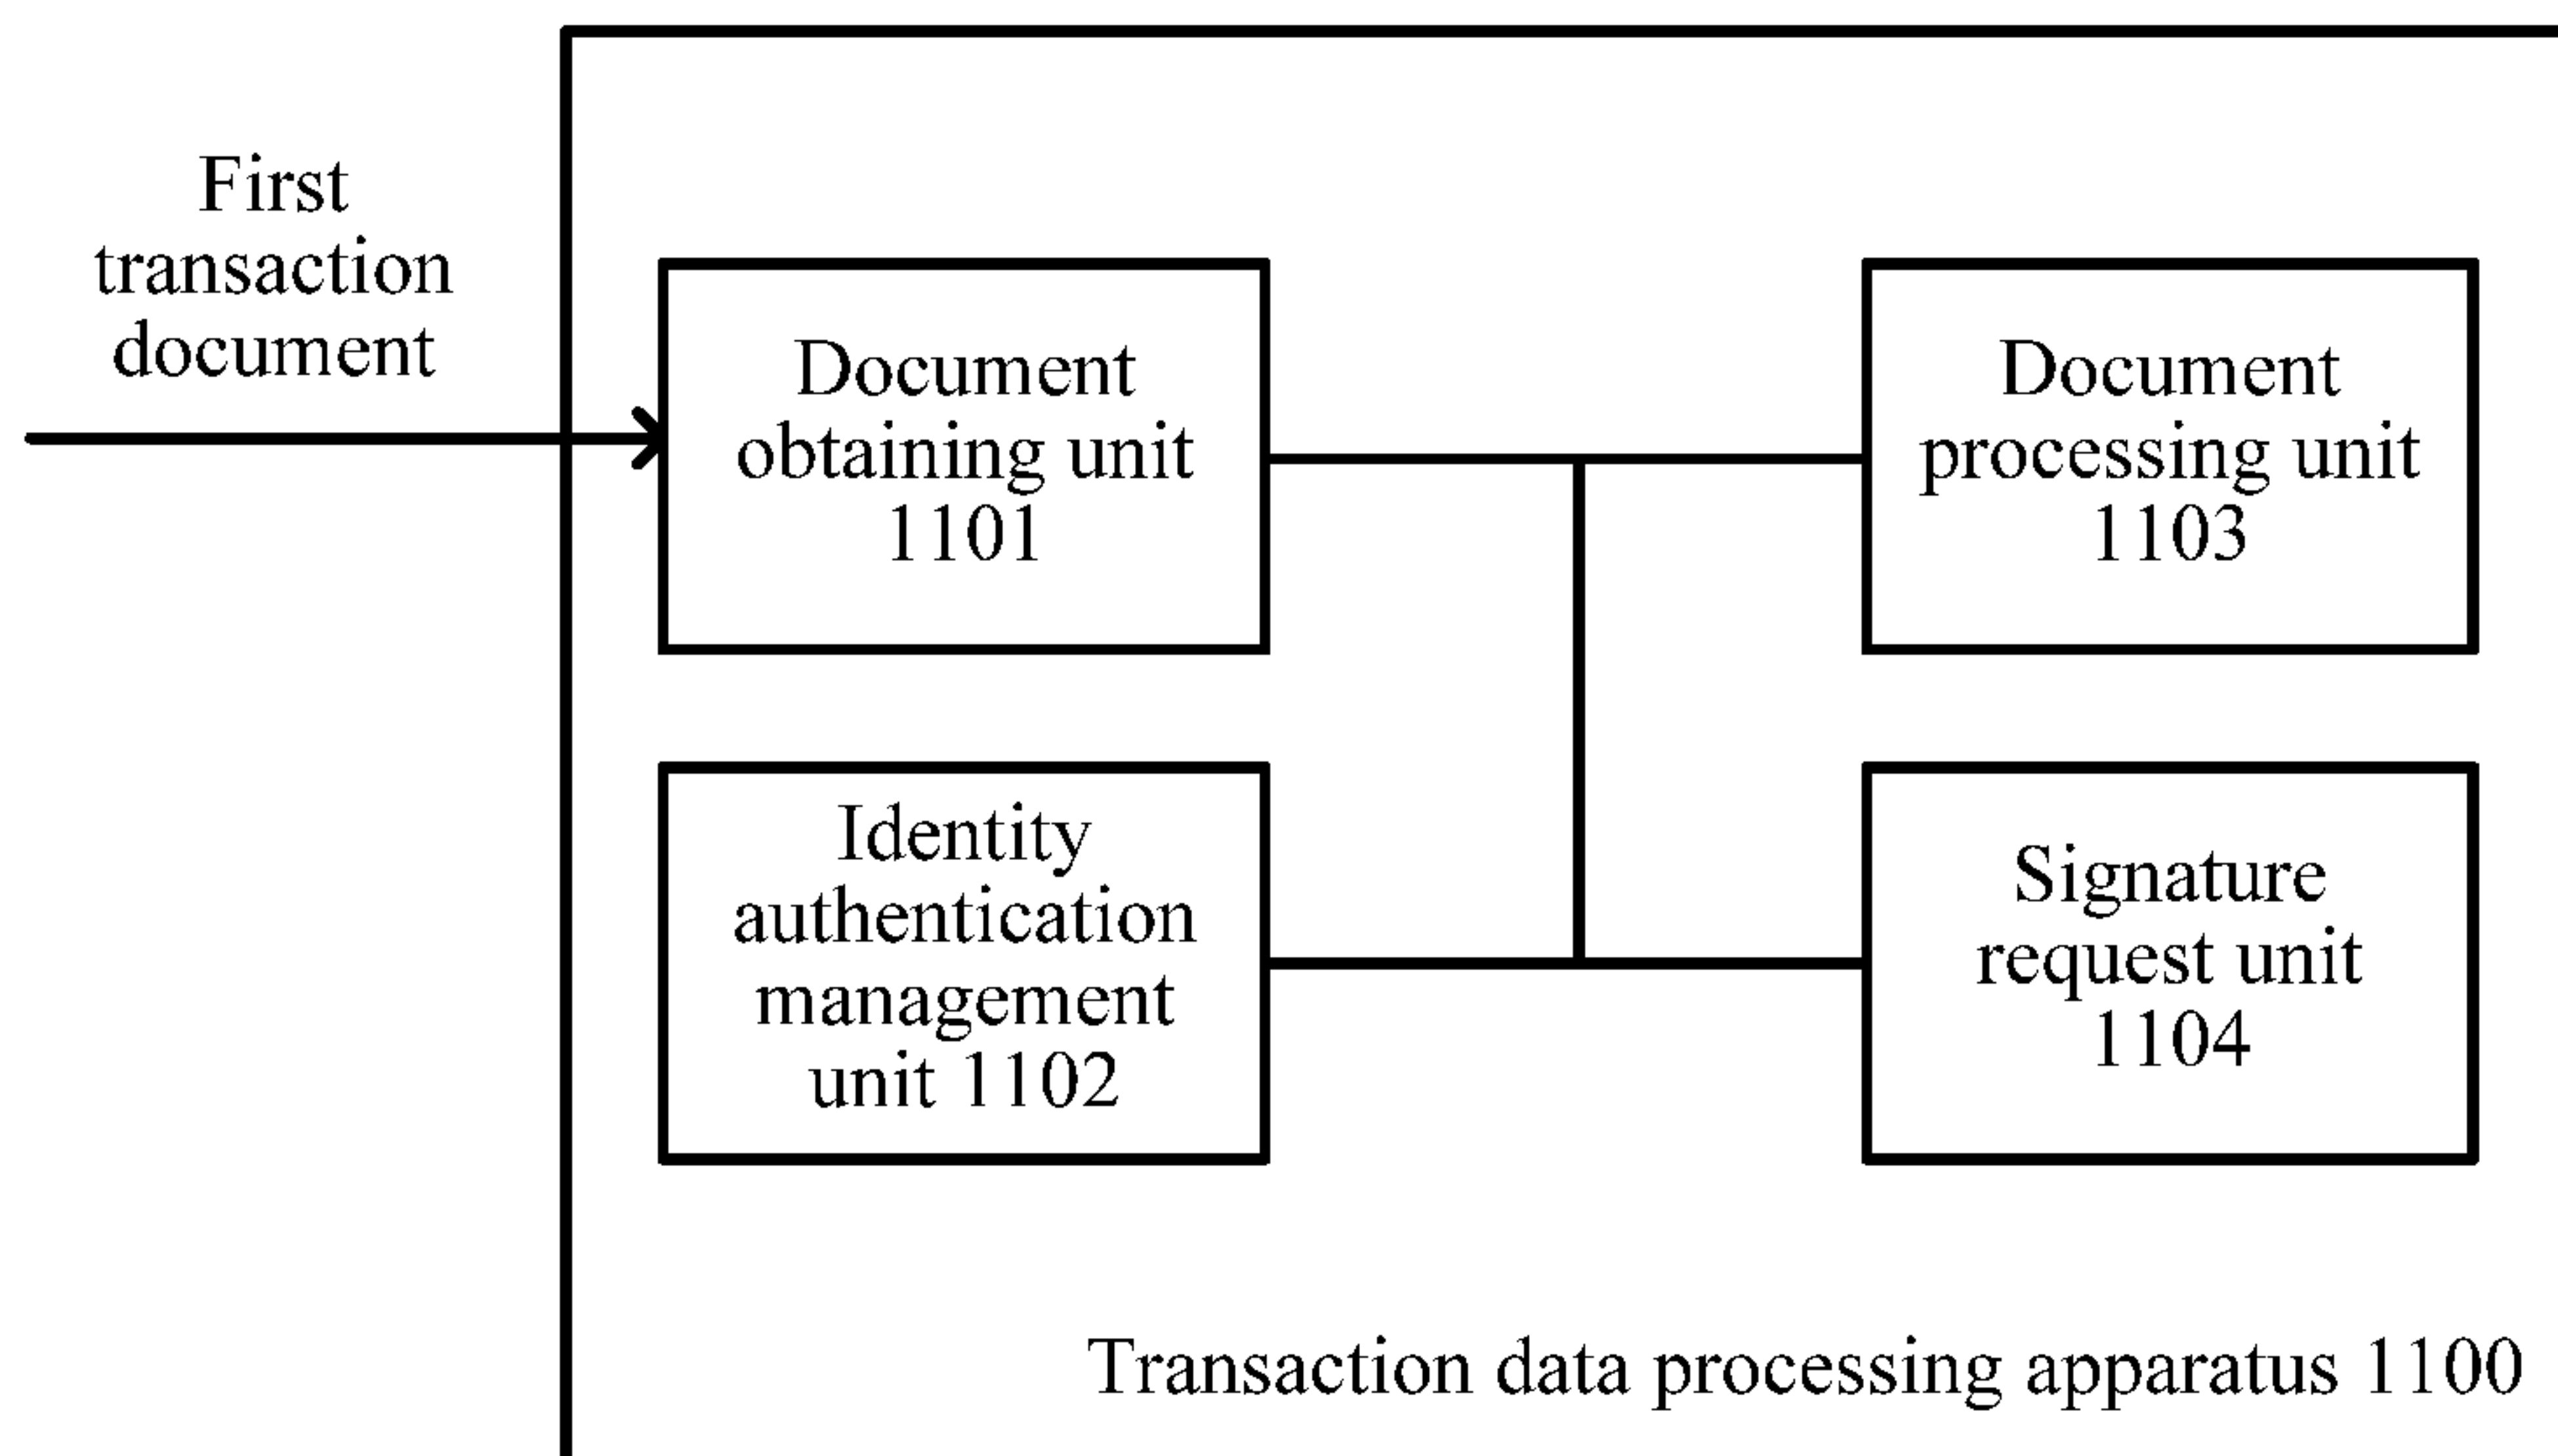 First
transaction
document
Document
obtaining unit
1101
Document
processing unit
1103
Identity
authentication
management
unit 1102
Signature
request unit
1104
Transaction data processing apparatus 1100